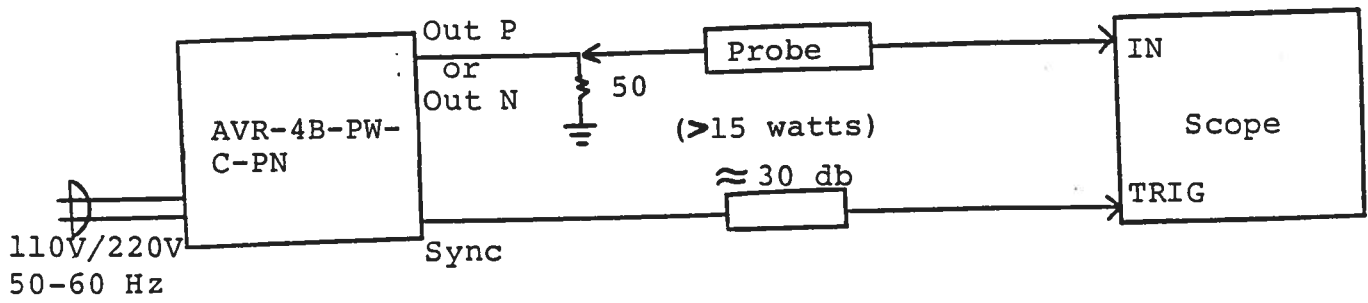 Out P
or
Out N
50
Probe
IN
(>15 watts)
Scope
AVR-4B-PW-
C-PN
≈ 30 db
TRIG
Sync
110V/220V
50-60 Hz